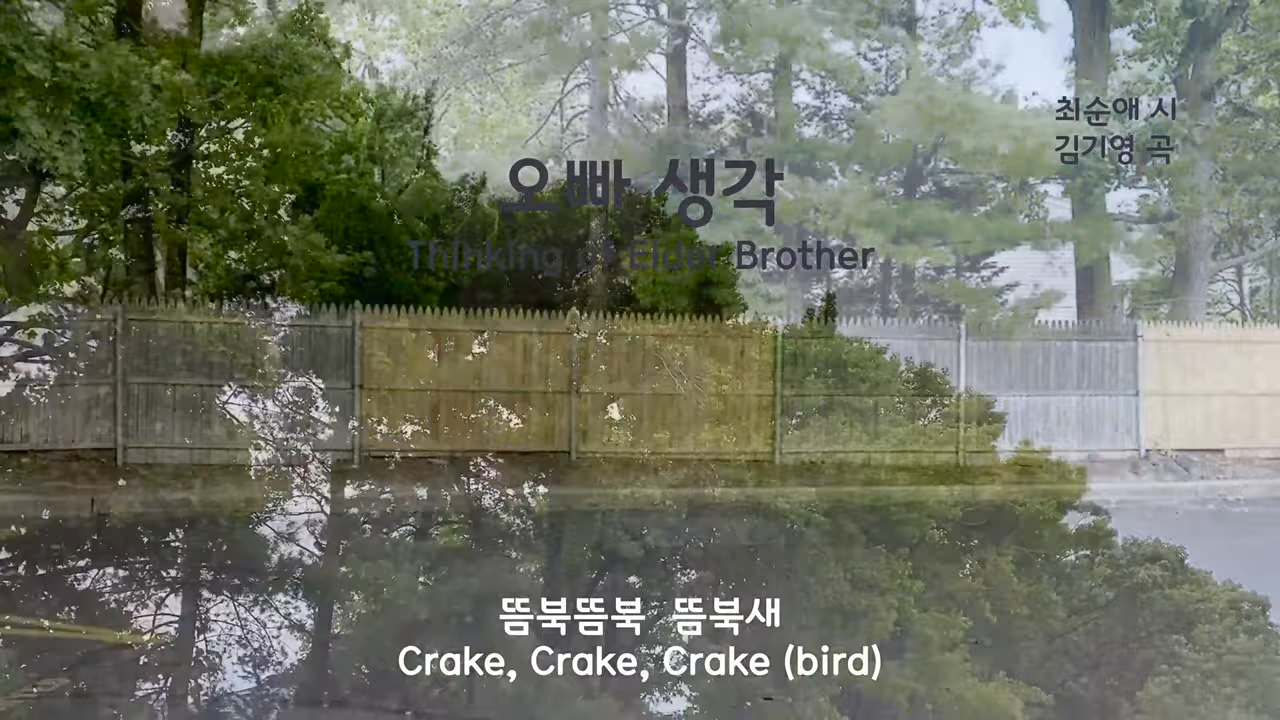 최순애 시
김기영 곡
오빠 생각
Thinking of Elder Brother
뜸북뜸북 뜸북새
Crake, Crake, Crake (bird)